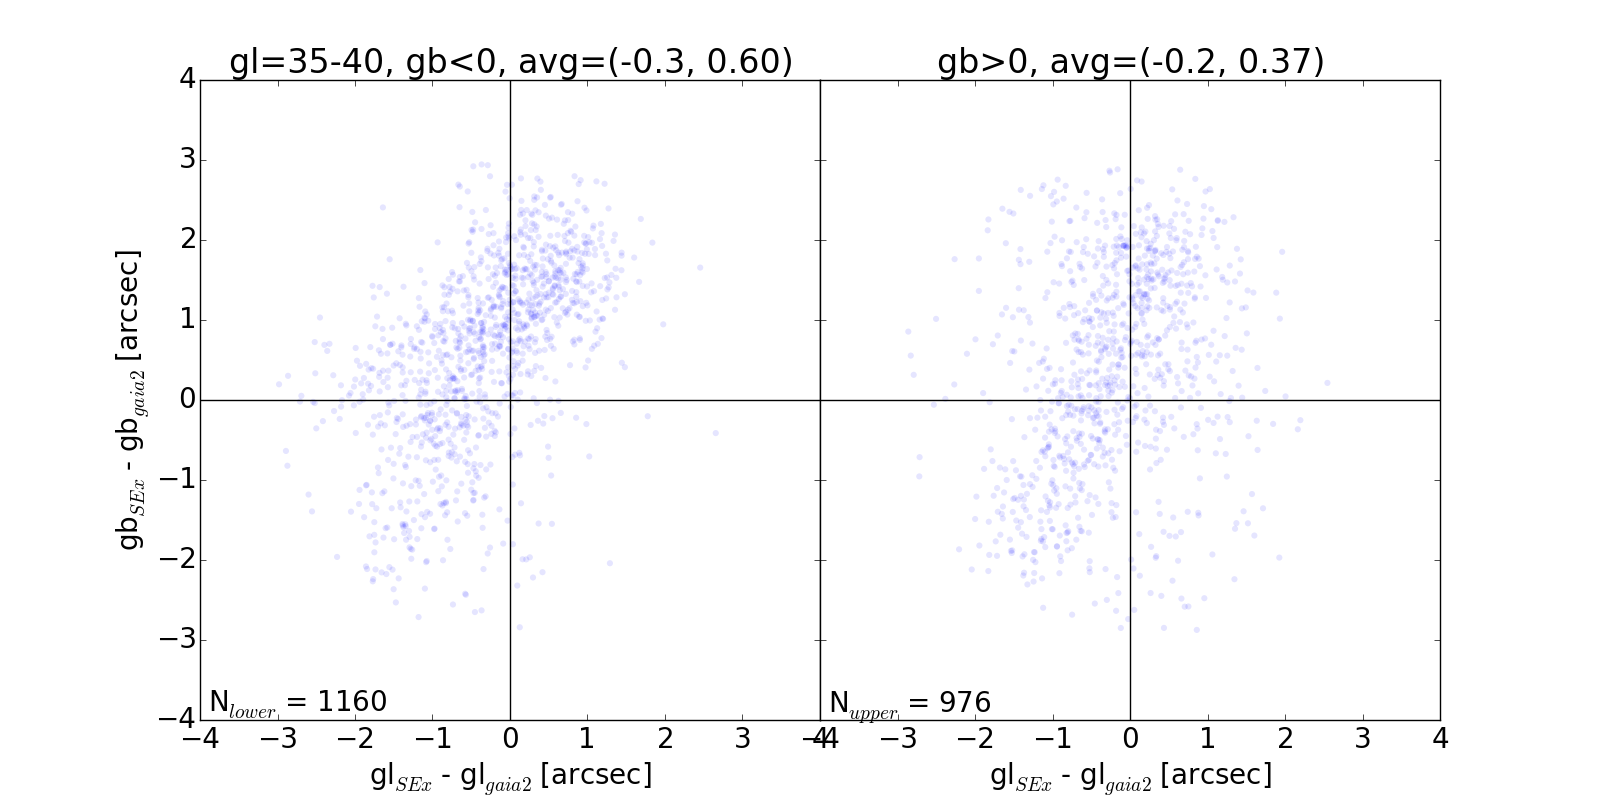 gl=35-40, gb<0, avg=(-0.3, 0.60)
gb>0, avg=(-0.2, 0.37)
4
3
2
1
0
−1
−2
−3
−4
gb_SEx - gb_gaia2 [arcsec]
N_lower = 1160
N_upper = 976
−4 −3 −2 −1 0 1 2 3 4
−4 −3 −2 −1 0 1 2 3 4
gl_SEx - gl_gaia2 [arcsec]
gl_SEx - gl_gaia2 [arcsec]